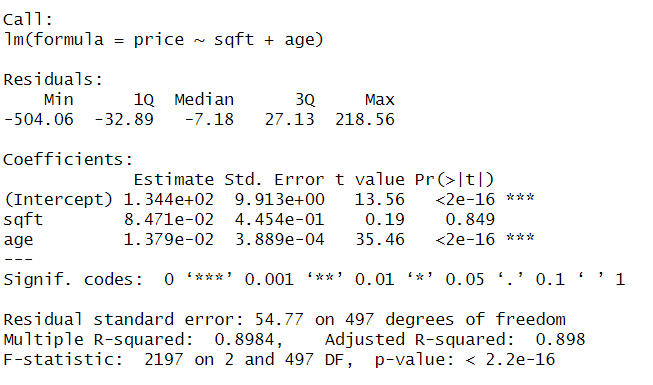 Call:
lm(formula = price ~ sqft + age)
Residuals:
Min 1Q Median 3Q Max
-504.06 -32.89 -7.18 27.13 218.56
Coefficients:
Estimate Std. Error t value Pr(>|t|)
(Intercept) 1.344e+02 9.913e+00 13.56 <2e-16 ***
sqft 8.471e-02 4.454e-01 0.19 0.849
age 1.379e-02 3.889e-04 35.46 <2e-16 ***
---
Signif. codes: 0 ‘***’ 0.001 ‘**’ 0.01 ‘*’ 0.05 ‘.’ 0.1 ‘ ’ 1
Residual standard error: 54.77 on 497 degrees of freedom
Multiple R-squared: 0.8984, Adjusted R-squared: 0.898
F-statistic: 2197 on 2 and 497 DF, p-value: < 2.2e-16